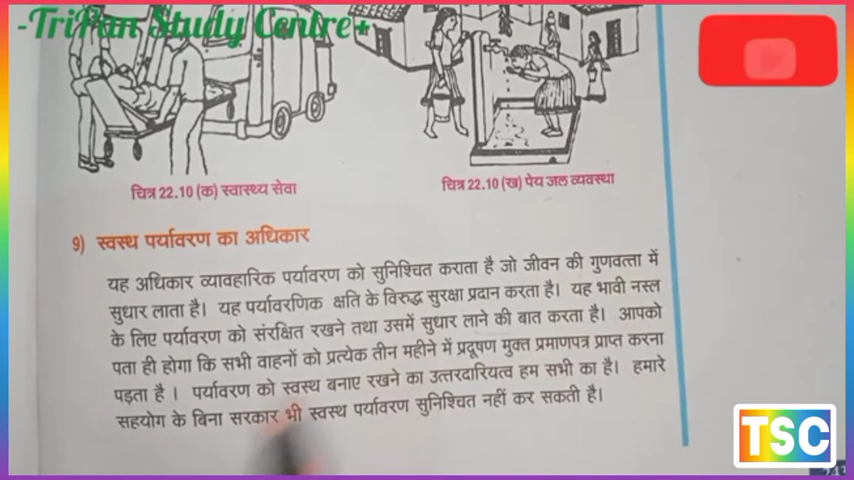 -TriPan Study Centre+
चित्र 22.10 (क) स्वास्थ्य सेवा
चित्र 22.10 (ख) पेय जल व्यवस्था
9) स्वस्थ पर्यावरण का अधिकार
यह अधिकार व्यावहारिक पर्यावरण को सुनिश्चित कराता है जो जीवन की गुणवत्ता में
सुधार लाता है। यह पर्यावरणिक क्षति के विरुद्ध सुरक्षा प्रदान करता है। यह भावी नस्ल
के लिए पर्यावरण को संरक्षित रखने तथा उसमें सुधार लाने की बात करता है। आपको
पता ही होगा कि सभी वाहनों को प्रत्येक तीन महीने में प्रदूषण मुक्त प्रमाणपत्र प्राप्त करना
पड़ता है । पर्यावरण को स्वस्थ बनाए रखने का उत्तरदायित्व हम सभी का है। हमारे
सहयोग के बिना सरकार भी स्वस्थ पर्यावरण सुनिश्चित नहीं कर सकती है।
TSC